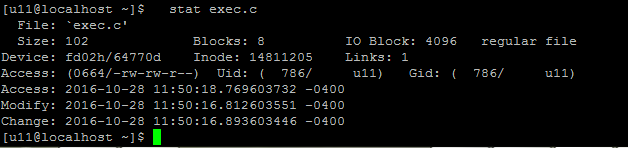 [u11@localhost ~]$   stat exec.c
  File: `exec.c'
  Size: 102             Blocks: 8          IO Block: 4096   regular file
Device: fd02h/64770d    Inode: 14811205    Links: 1
Access: (0664/-rw-rw-r--)  Uid: (  786/     u11)   Gid: (  786/     u11)
Access: 2016-10-28 11:50:18.769603732 -0400
Modify: 2016-10-28 11:50:16.812603551 -0400
Change: 2016-10-28 11:50:16.893603446 -0400
[u11@localhost ~]$